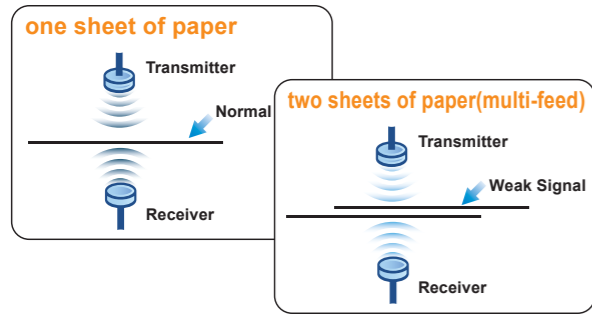 one sheet of paper
Transmitter
Normal
Receiver
two sheets of paper(multi-feed)
Transmitter
Weak Signal
Receiver